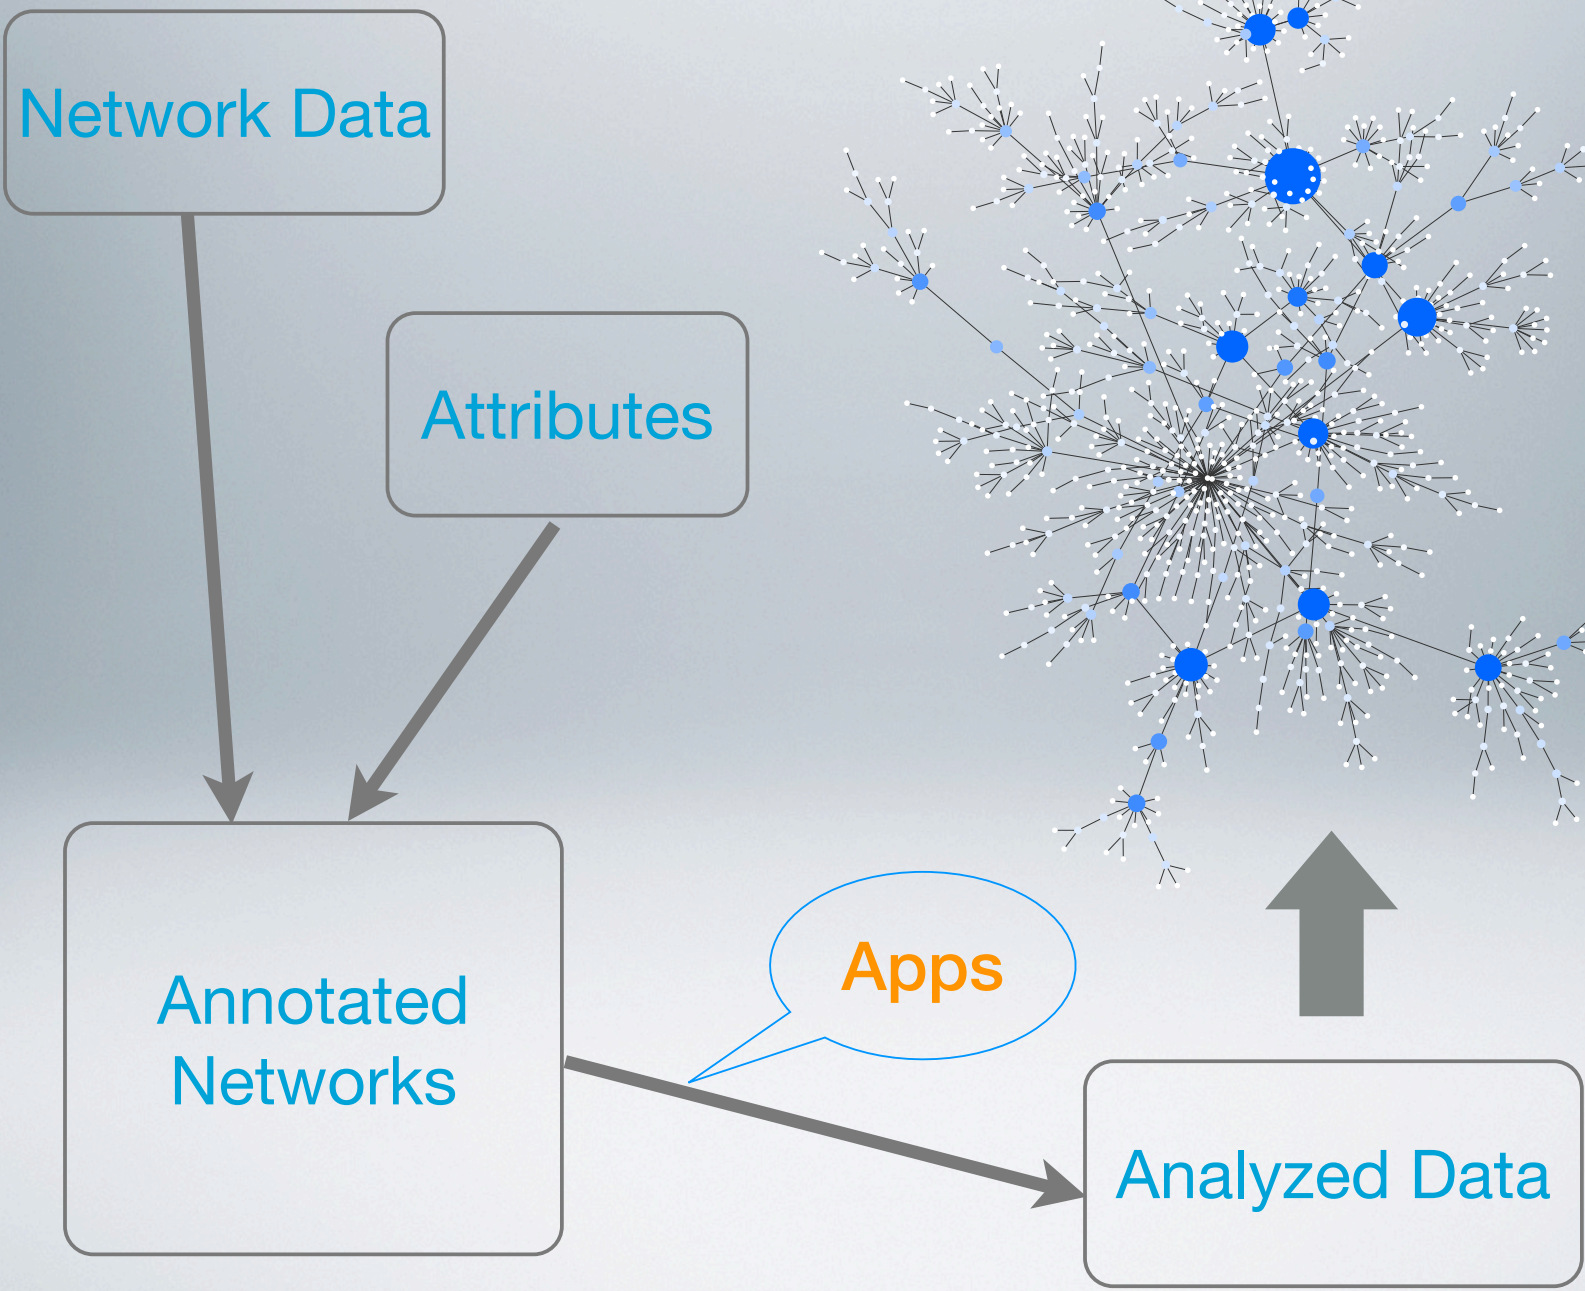 Network Data
Attributes
Annotated
Networks
Apps
Analyzed Data